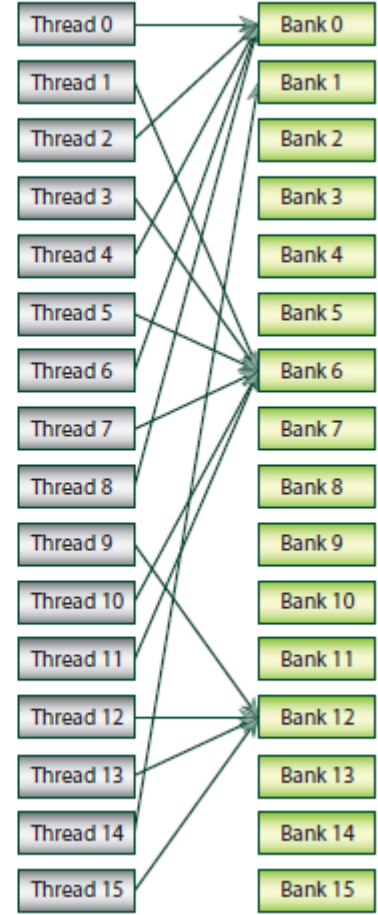 Thread 0 Bank 0
Thread 1 Bank 1
Thread 2 Bank 2
Thread 3 Bank 3
Thread 4 Bank 4
Thread 5 Bank 5
Thread 6 Bank 6
Thread 7 Bank 7
Thread 8 Bank 8
Thread 9 Bank 9
Thread 10 Bank 10
Thread 11 Bank 11
Thread 12 Bank 12
Thread 13 Bank 13
Thread 14 Bank 14
Thread 15 Bank 15